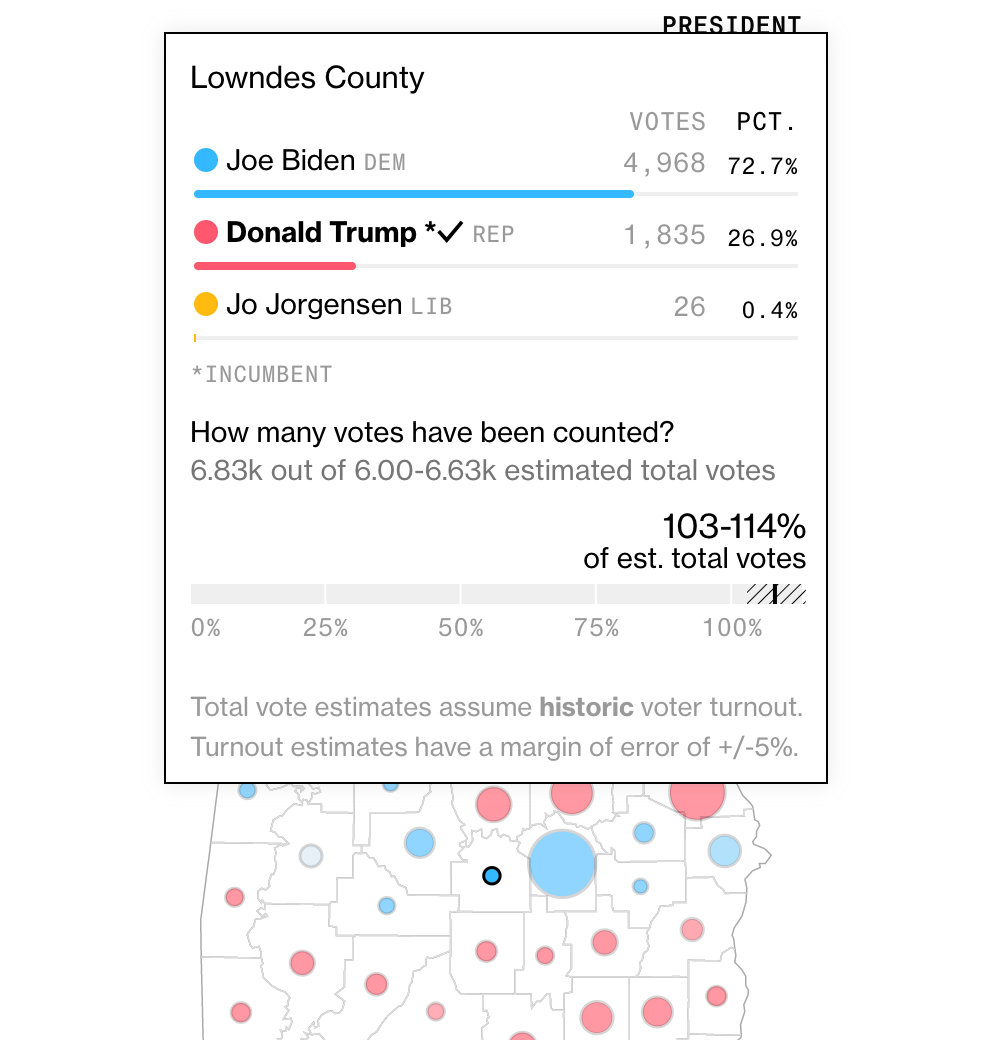 PRESIDENT
Lowndes County
VOTES PCT.
Joe Biden DEM 4,968 72.7%
Donald Trump *✓ REP 1,835 26.9%
Jo Jorgensen LIB 26 0.4%
*INCUMBENT
How many votes have been counted?
6.83k out of 6.00-6.63k estimated total votes
103-114%
of est. total votes
0% 25% 50% 75% 100%
Total vote estimates assume historic voter turnout.
Turnout estimates have a margin of error of +/-5%.